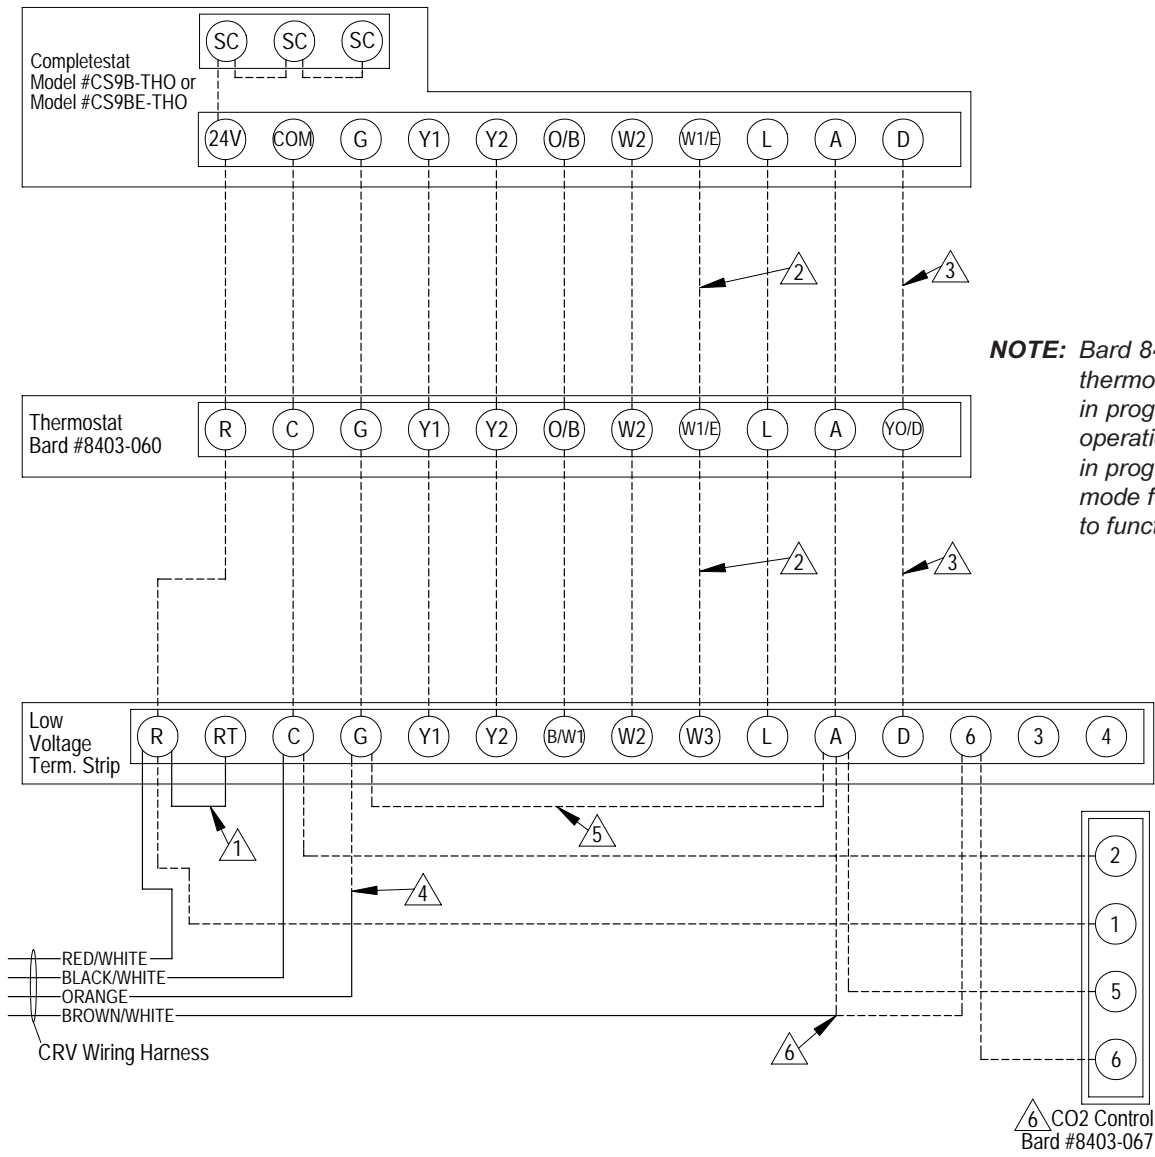 SC SC SC
Completestat
Model #CS9B-THO or
Model #CS9BE-THO
24V COM G Y1 Y2 O/B W2 W1/E L A D
2 3
NOTE: Bard 84
thermo
in prog
operati
in prog
mode f
to funct
Thermostat
Bard #8403-060
R C G Y1 Y2 O/B W2 W1/E L A YO/D
2 3
Low
Voltage
Term. Strip
R RT C G Y1 Y2 B/W1 W2 W3 L A D 6 3 4
1 5
2
4
1
RED/WHITE
BLACK/WHITE
ORANGE
BROWN/WHITE
5
CRV Wiring Harness
6
6
6 CO2 Control
Bard #8403-067